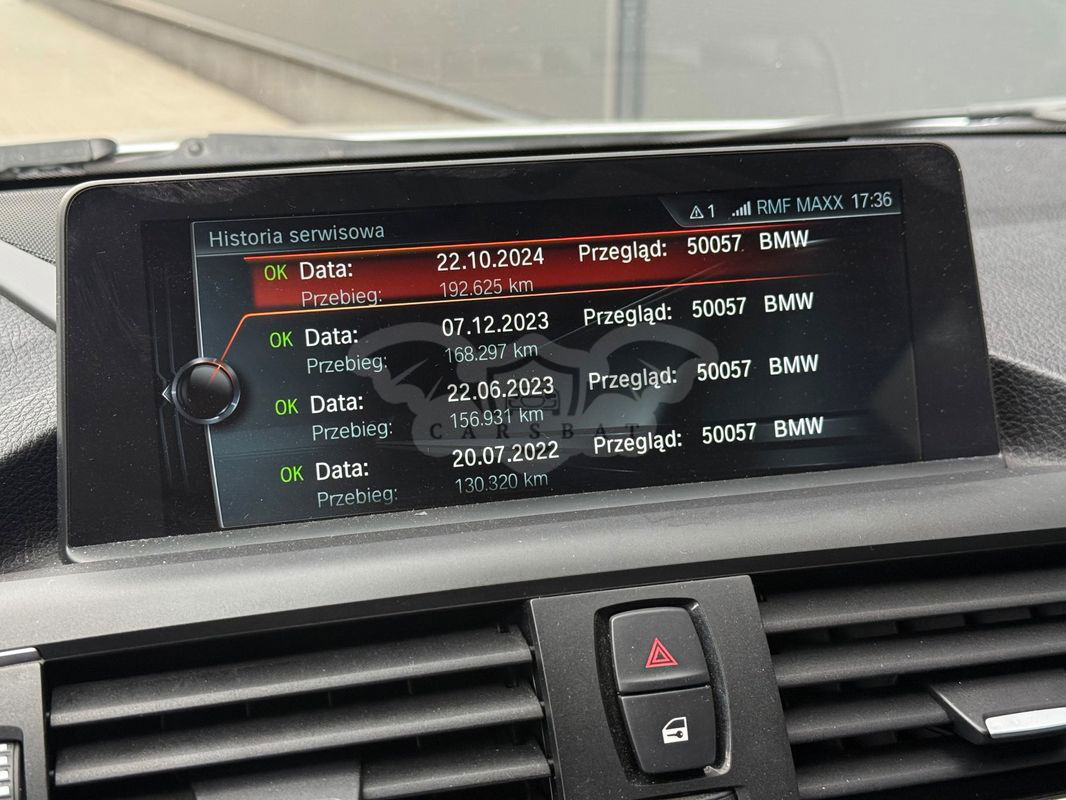 1 RMF MAXX 17:36
Historia serwisowa
OK Data: 22.10.2024 Przegląd: 50057 BMW
Przebieg: 192.625 km
OK Data: 07.12.2023 Przegląd: 50057 BMW
Przebieg: 168.297 km
OK Data: 22.06.2023 Przegląd: 50057 BMW
Przebieg: 156.931 km
CARSBAT
OK Data: 20.07.2022 Przegląd: 50057 BMW
Przebieg: 130.320 km